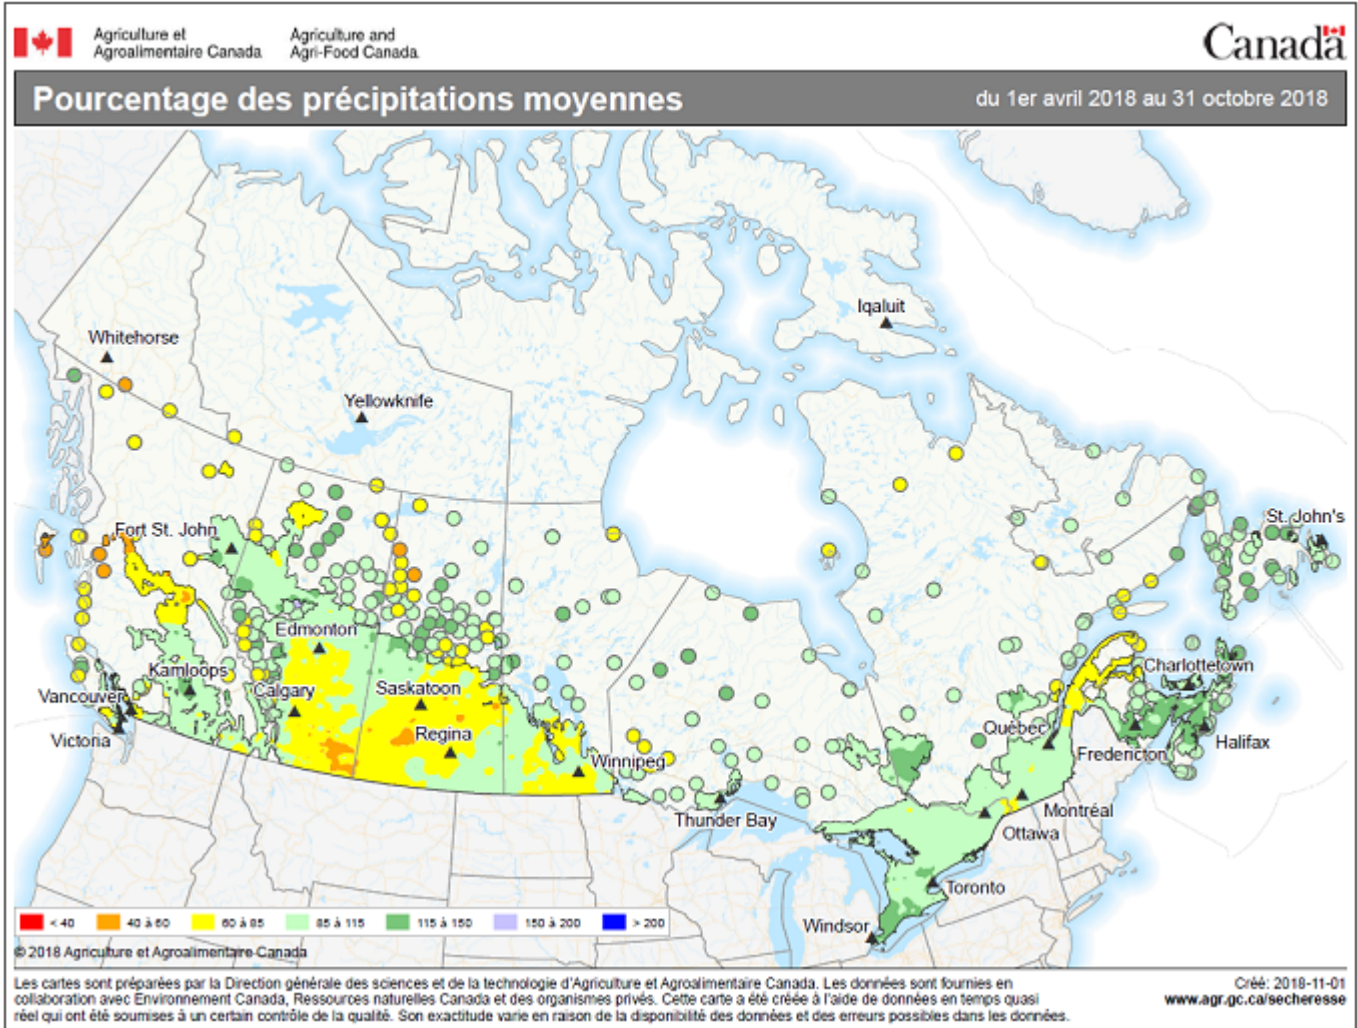 Agriculture et Agriculture and
Agroalimentaire Canada Agri-Food Canada
Canada
Pourcentage des précipitations moyennes du 1er avril 2018 au 31 octobre 2018
Iqaluit
Whitehorse
Yellowknife
Fort St. John
St. John's
Edmonton
Kamloops
Charlottetown
Vancouver
Calgary
Saskatoon
Québec
Victoria
Regina
Winnipeg
Fredericton
Halifax
Thunder Bay
Montréal
Ottawa
Toronto
Windsor
< 40 40 à 60 60 à 85 85 à 115 115 à 150 150 à 200 > 200
© 2018 Agriculture et Agroalimentaire Canada
Les cartes sont préparées par la Direction générale des sciences et de la technologie d'Agriculture et Agroalimentaire Canada. Les données sont fournies en
collaboration avec Environnement Canada, Ressources naturelles Canada et des organismes privés. Cette carte a été créée à l'aide de données en temps quasi
réel qui ont été soumises à un certain contrôle de la qualité. Son exactitude varie en raison de la disponibilité des données et des erreurs possibles dans les données.
Créé: 2018-11-01
www.agr.gc.ca/secheresse